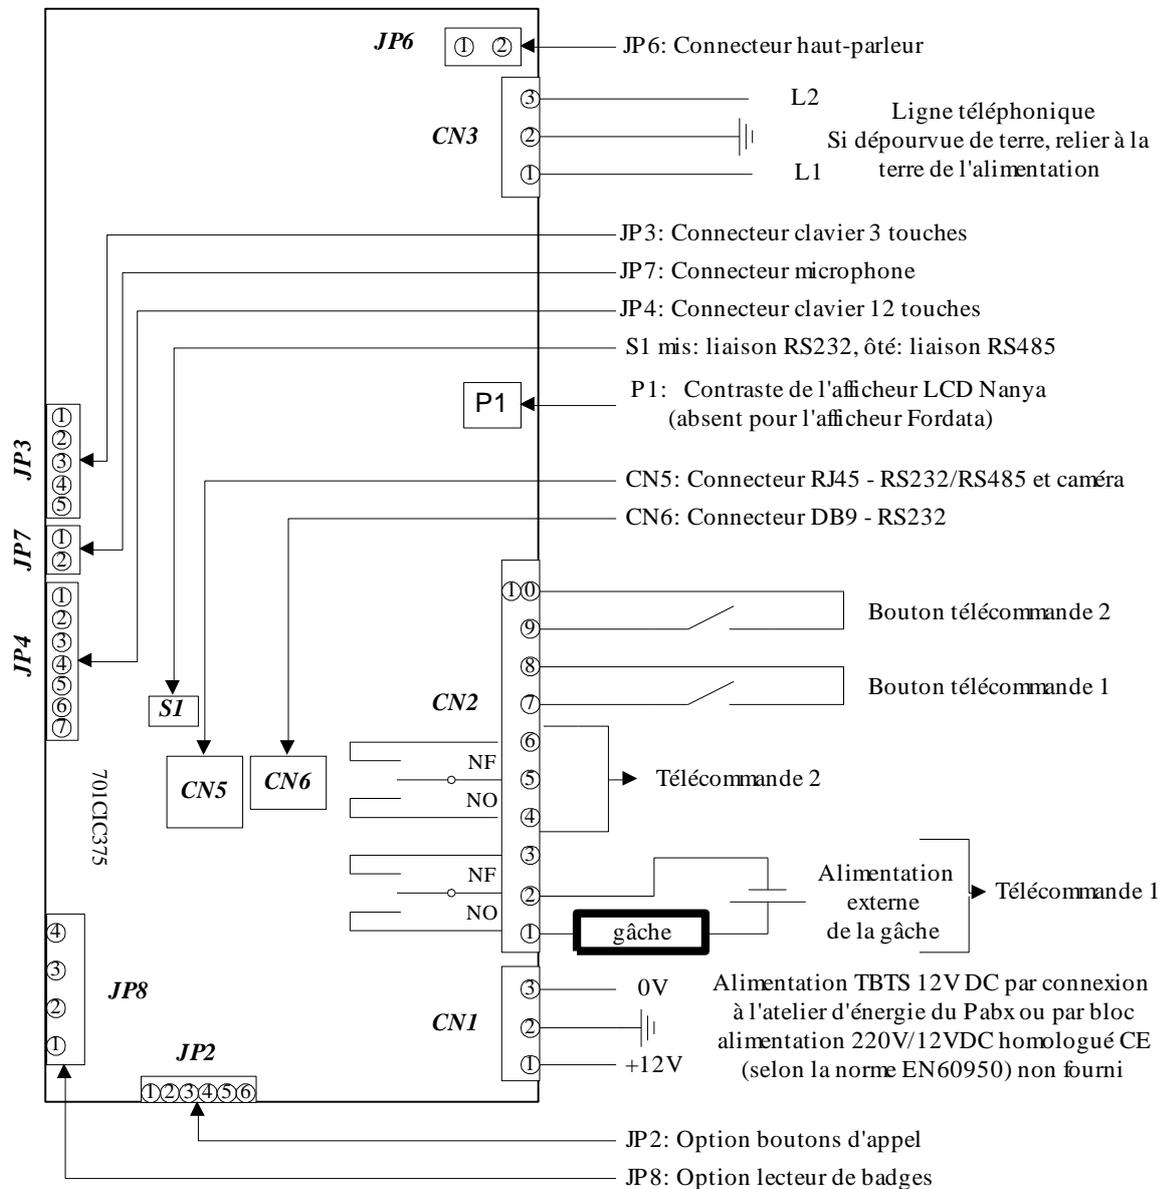 JP6
① ②
JP6: Connecteur haut-parleur
CN3
③
②
①
L2
L1
Ligne téléphonique
Si dépourvue de terre, relier à la
terre de l'alimentation
JP3: Connecteur clavier 3 touches
JP7: Connecteur microphone
JP4: Connecteur clavier 12 touches
S1 mis: liaison RS232, ôté: liaison RS485
P1
P1: Contraste de l'afficheur LCD Nanya
(absent pour l'afficheur Fordata)
CN5: Connecteur RJ45 - RS232/RS485 et caméra
CN6: Connecteur DB9 - RS232
JP3
①
②
③
④
⑤
JP7
①
②
JP4
①
②
③
④
⑤
⑥
⑦
S1
CN5
CN6
701CIC375
CN2
①⓪
⑨
⑧
⑦
⑥
⑤
④
③
②
①
Bouton télécommande 2
Bouton télécommande 1
NF
NO
Télécommande 2
NF
NO
gâche
Alimentation
externe
de la gâche
Télécommande 1
CN1
③
②
①
0V
+12V
Alimentation TBTS 12V DC par connexion
à l'atelier d'énergie du Pabx ou par bloc
alimentation 220V/12VDC homologué CE
(selon la norme EN60950) non fourni
JP8
④
③
②
①
JP2
①②③④⑤⑥
JP2: Option boutons d'appel
JP8: Option lecteur de badges